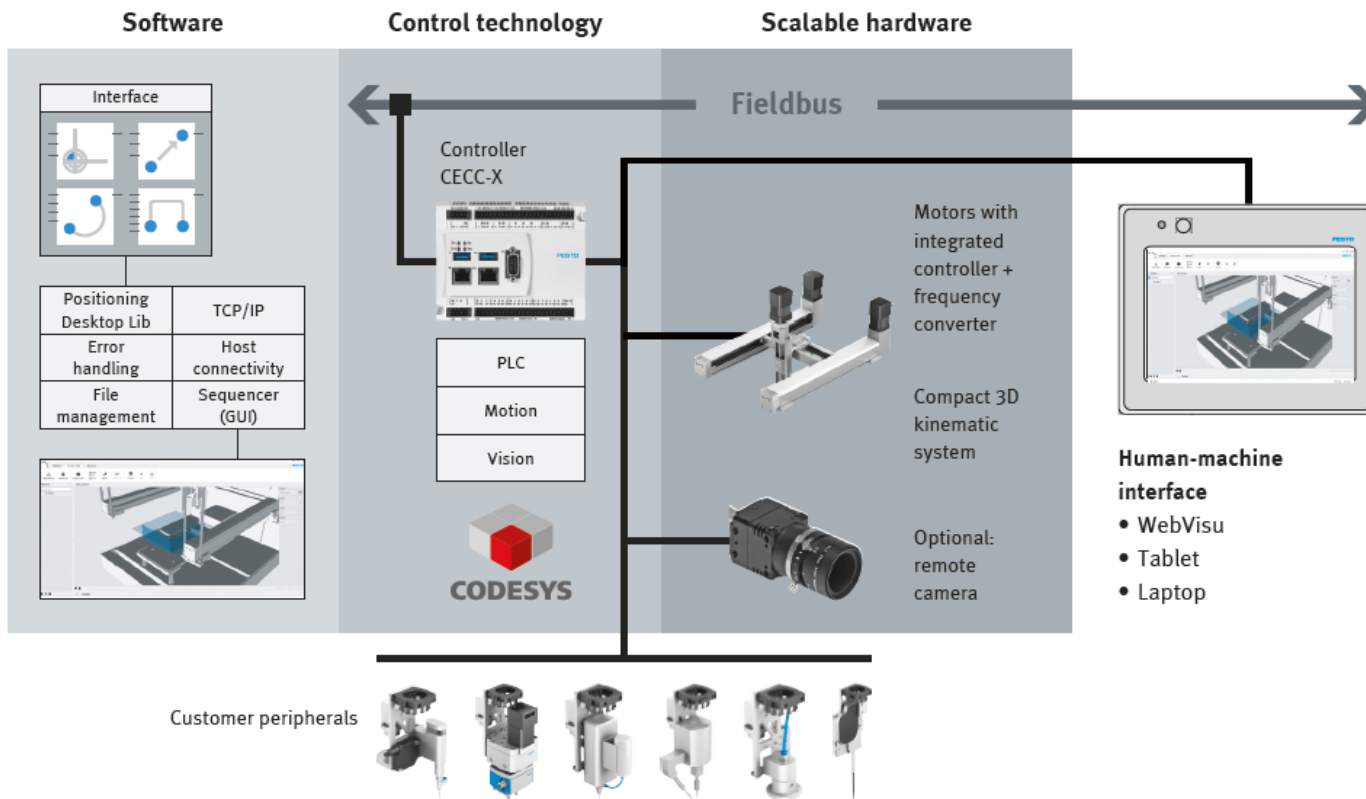 Software
Control technology
Scalable hardware
Interface
Fieldbus
Controller
CECC-X
FESTO
Positioning
Desktop Lib
TCP/IP
Error
handling
Host
connectivity
File
management
Sequencer
(GUI)
PLC
Motion
Vision
CODESYS
Motors with
integrated
controller +
frequency
converter
Compact 3D
kinematic
system
Optional:
remote
camera
FESTO
Human-machine
interface
• WebVisu
• Tablet
• Laptop
Customer peripherals